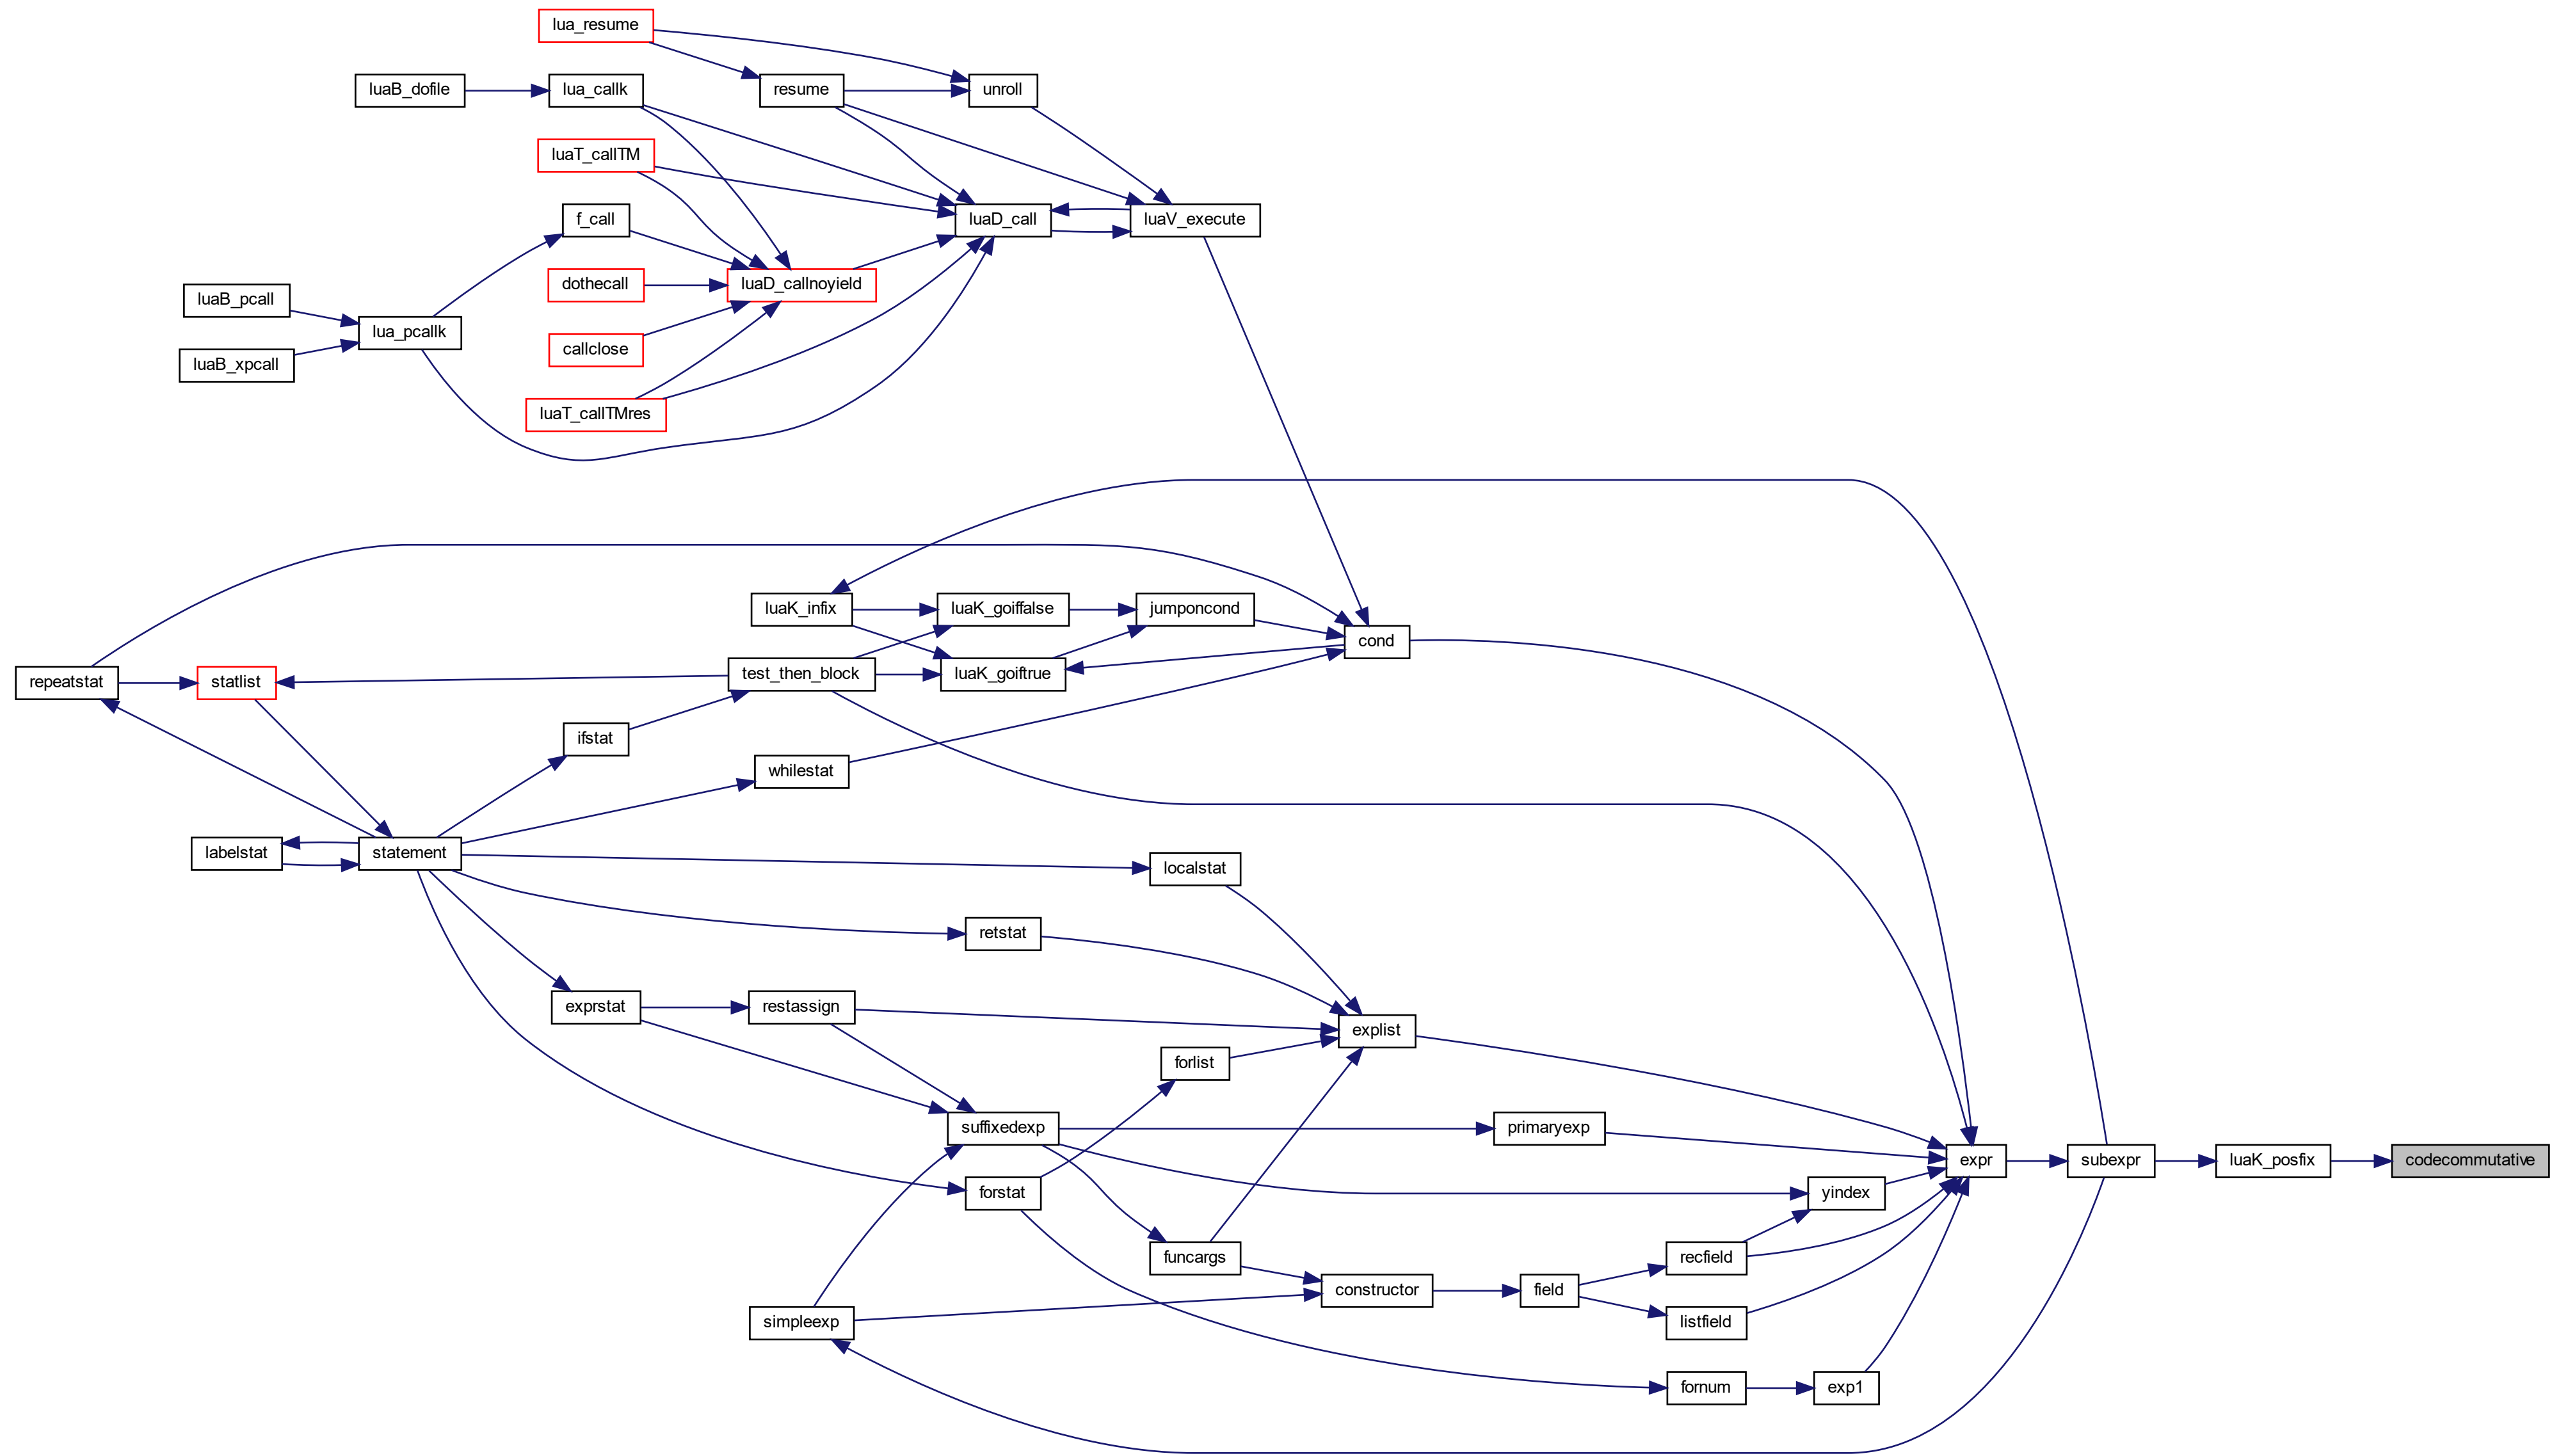 lua_resume
luaB_dofile
lua_callk
resume
unroll
luaT_callTM
f_call
luaD_call
luaV_execute
luaB_pcall
dothecall
luaD_callnoyield
lua_pcallk
luaB_xpcall
callclose
luaT_callTMres
luaK_infix
luaK_goiffalse
jumponcond
cond
repeatstat
statlist
test_then_block
luaK_goiftrue
ifstat
whilestat
labelstat
statement
localstat
retstat
exprstat
restassign
explist
forlist
suffixedexp
primaryexp
expr
subexpr
luaK_posfix
codecommutative
forstat
yindex
funcargs
recfield
constructor
field
simpleexp
listfield
fornum
exp1